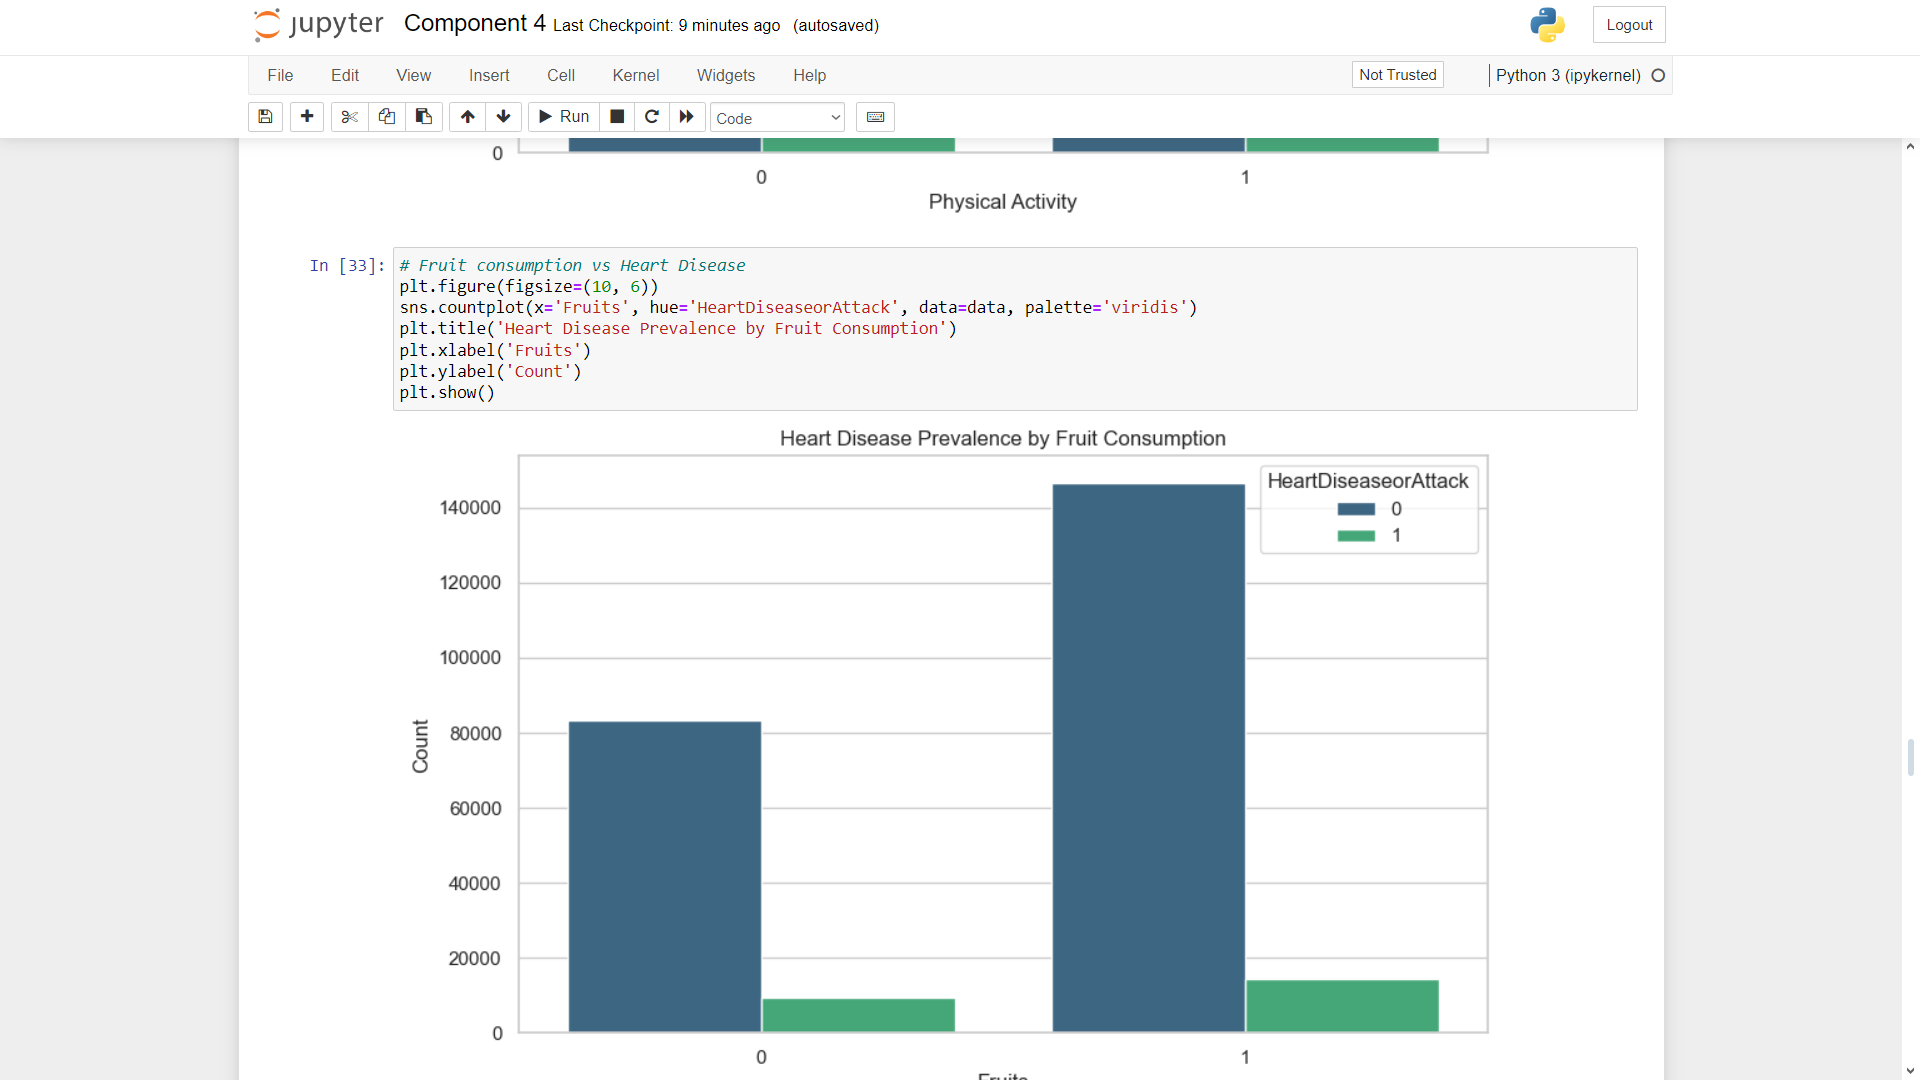 jupyter Component 4 Last Checkpoint: 9 minutes ago (autosaved) Logout
File Edit View Insert Cell Kernel Widgets Help Not Trusted Python 3 (ipykernel)
Run Code
0
0 1
Physical Activity
In [33]: # Fruit consumption vs Heart Disease
plt.figure(figsize=(10, 6))
sns.countplot(x='Fruits', hue='HeartDiseaseorAttack', data=data, palette='viridis')
plt.title('Heart Disease Prevalence by Fruit Consumption')
plt.xlabel('Fruits')
plt.ylabel('Count')
plt.show()
Heart Disease Prevalence by Fruit Consumption
HeartDiseaseorAttack
0
1
140000
120000
100000
80000
60000
40000
20000
0
Count
0 1
Fruits